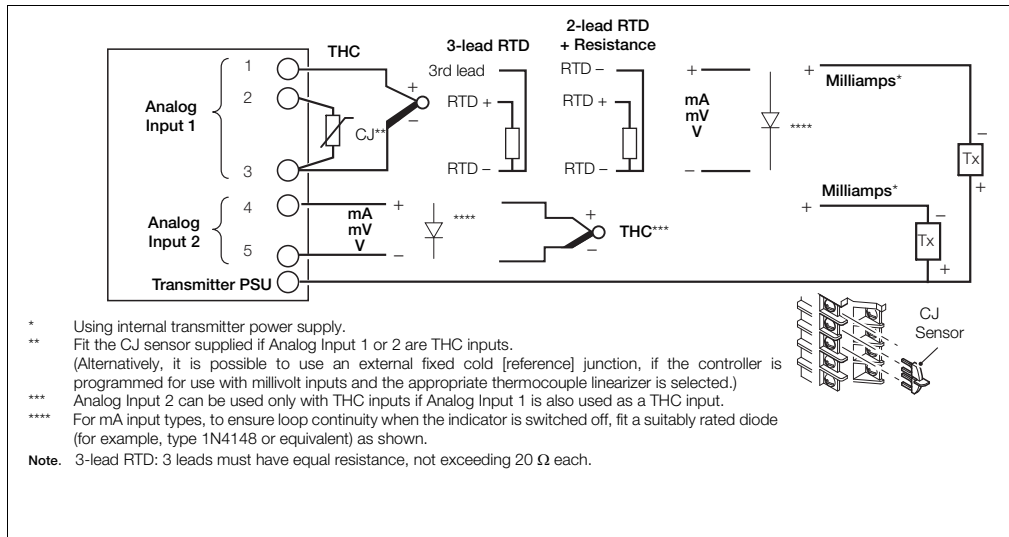 THC
3-lead RTD
2-lead RTD
+ Resistance
Analog
Input 1
1
2
3
CJ**
+
−
3rd lead
RTD +
RTD −
RTD −
RTD +
RTD −
+
mA
mV
V
−
****
+
Milliamps*
−
Tx
+
Analog
Input 2
4
5
mA
mV
V
+
−
****
+
−
THC***
+
Milliamps*
−
Tx
+
Transmitter PSU
CJ
Sensor
* Using internal transmitter power supply.
** Fit the CJ sensor supplied if Analog Input 1 or 2 are THC inputs.
(Alternatively, it is possible to use an external fixed cold [reference] junction, if the controller is
programmed for use with millivolt inputs and the appropriate thermocouple linearizer is selected.)
*** Analog Input 2 can be used only with THC inputs if Analog Input 1 is also used as a THC input.
**** For mA input types, to ensure loop continuity when the indicator is switched off, fit a suitably rated diode
(for example, type 1N4148 or equivalent) as shown.
Note. 3-lead RTD: 3 leads must have equal resistance, not exceeding 20 Ω each.